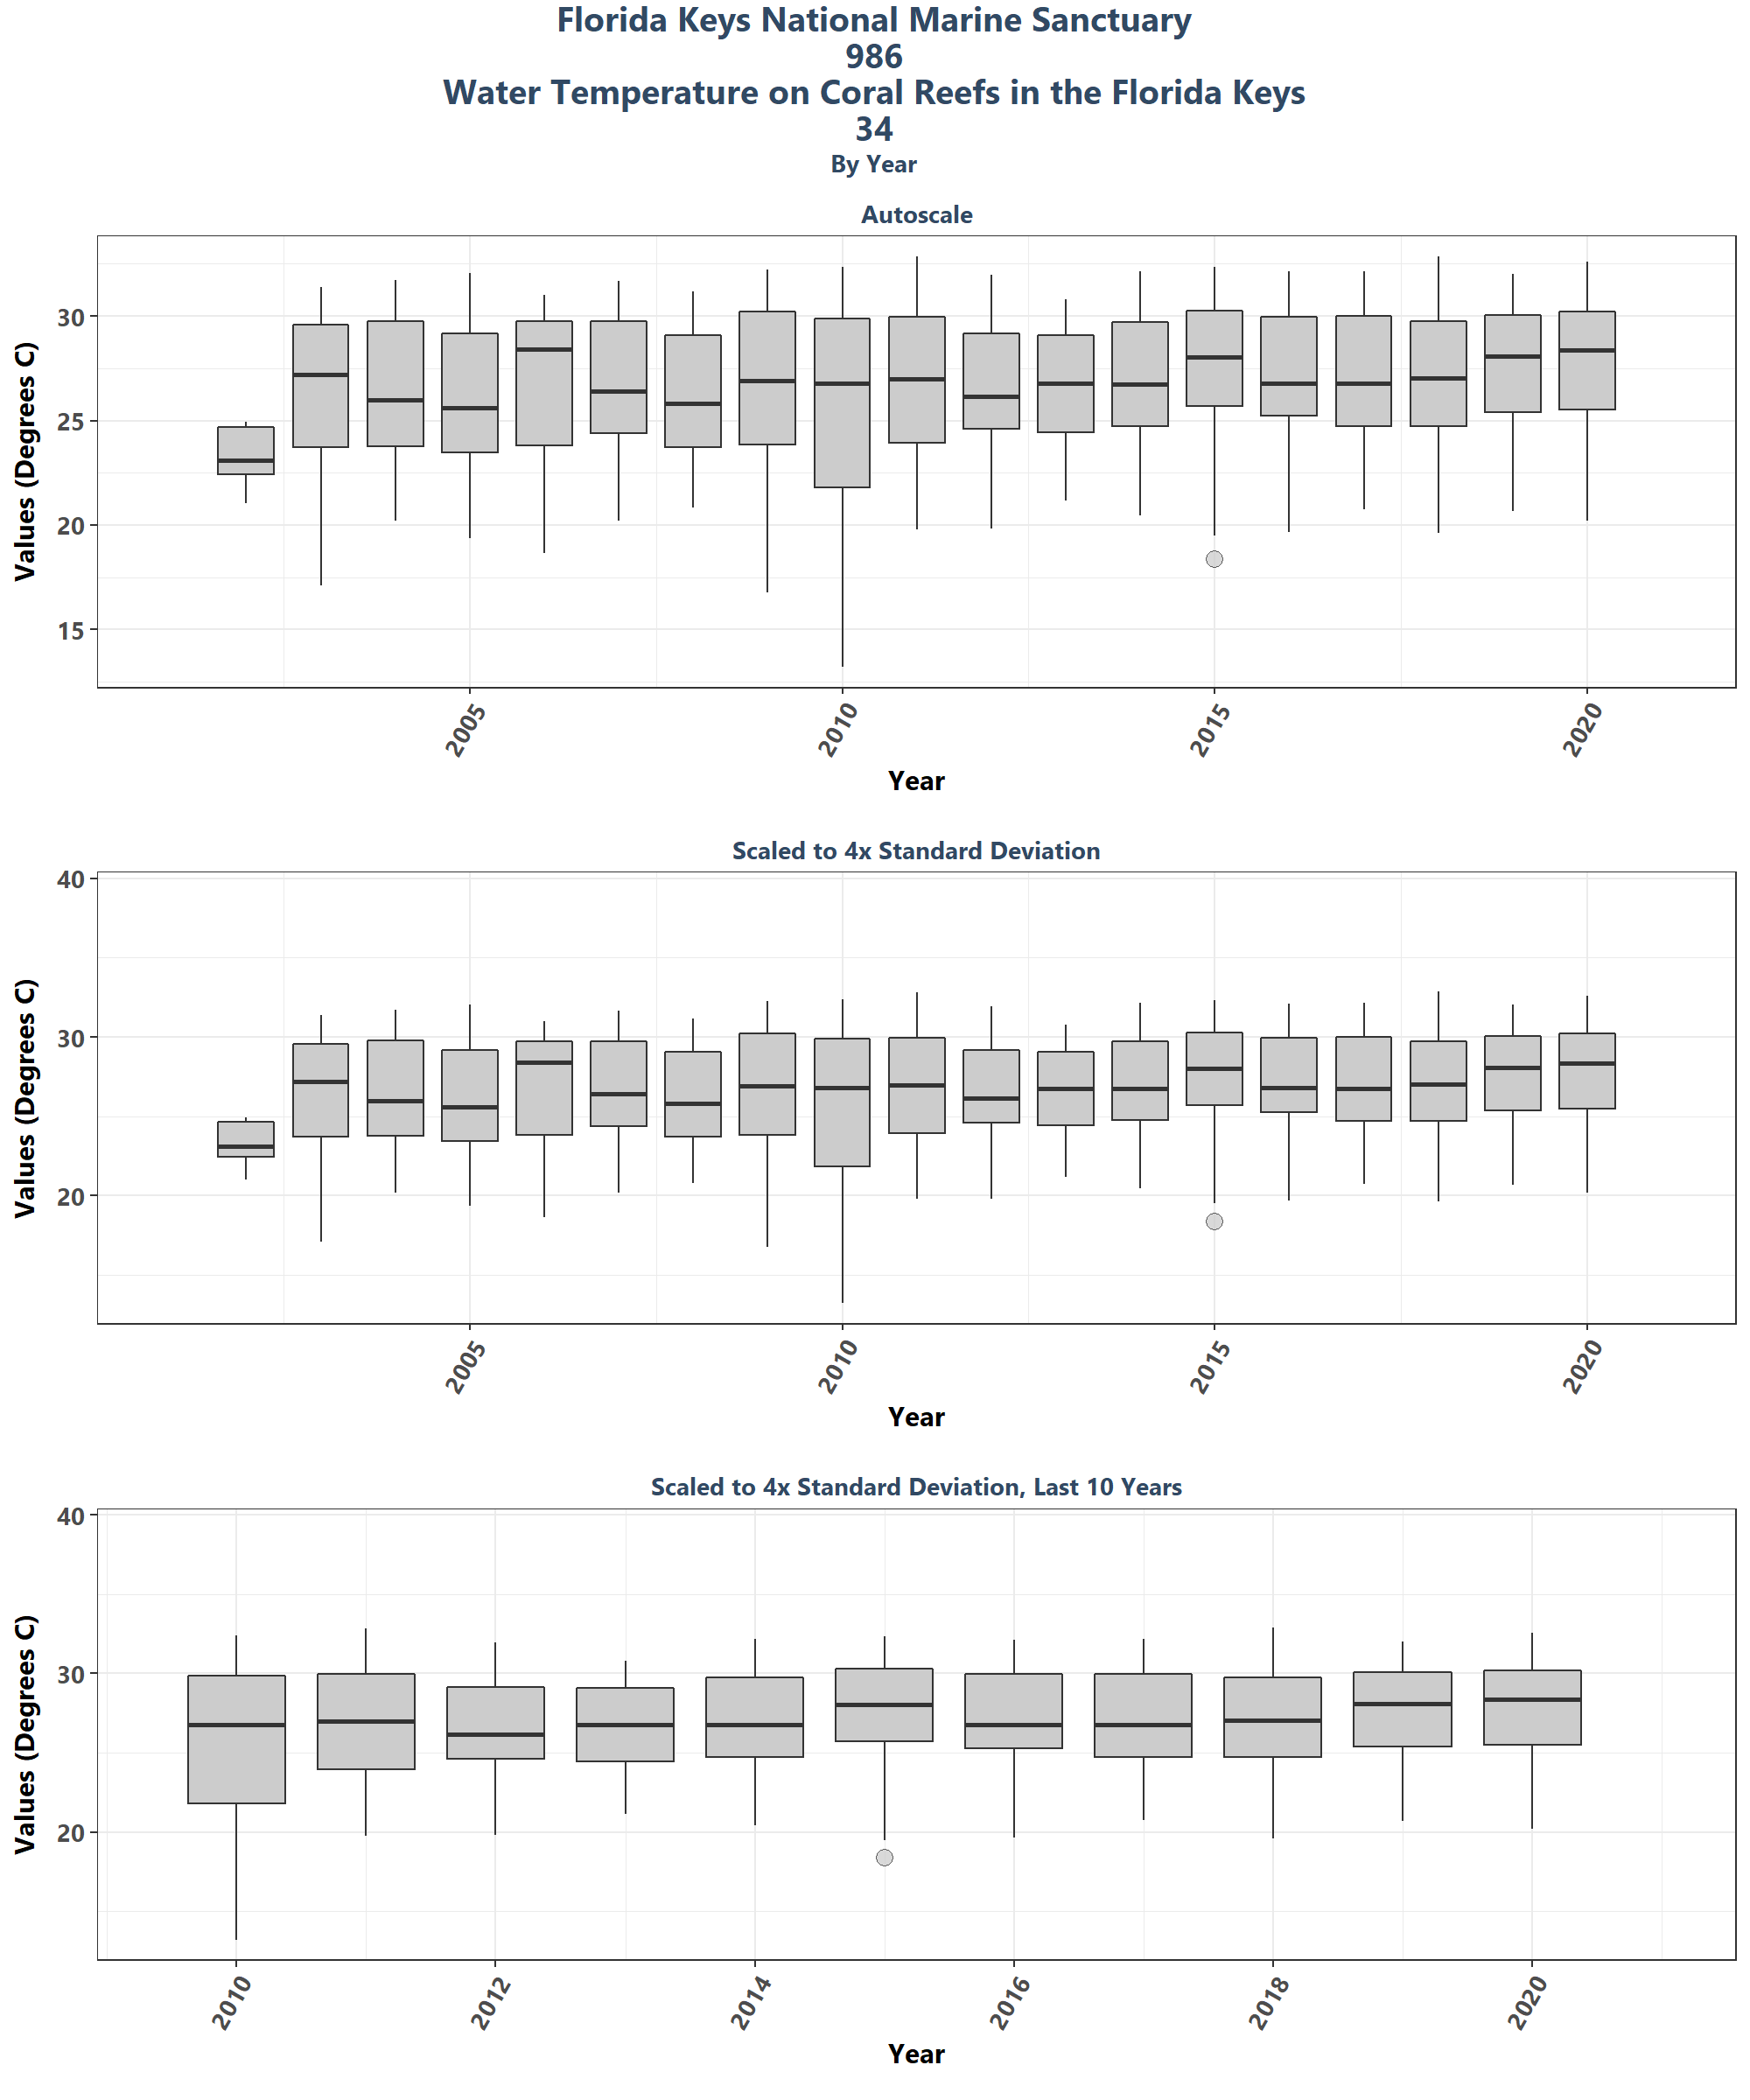 Florida Keys National Marine Sanctuary
986
Water Temperature on Coral Reefs in the Florida Keys
34
By Year
Autoscale
Values (Degrees C)
30
25
20
15
2005
2010
2015
2020
Year
Scaled to 4x Standard Deviation
Values (Degrees C)
40
30
20
2005
2010
2015
2020
Year
Scaled to 4x Standard Deviation, Last 10 Years
Values (Degrees C)
40
30
20
2010
2012
2014
2016
2018
2020
Year